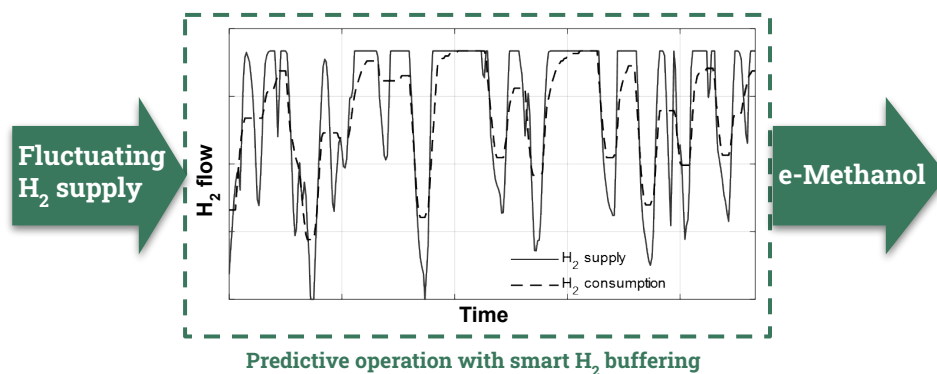 Fluctuating
H₂ supply
H₂ flow
H₂ supply
H₂ consumption
Time
e-Methanol
Predictive operation with smart H₂ buffering